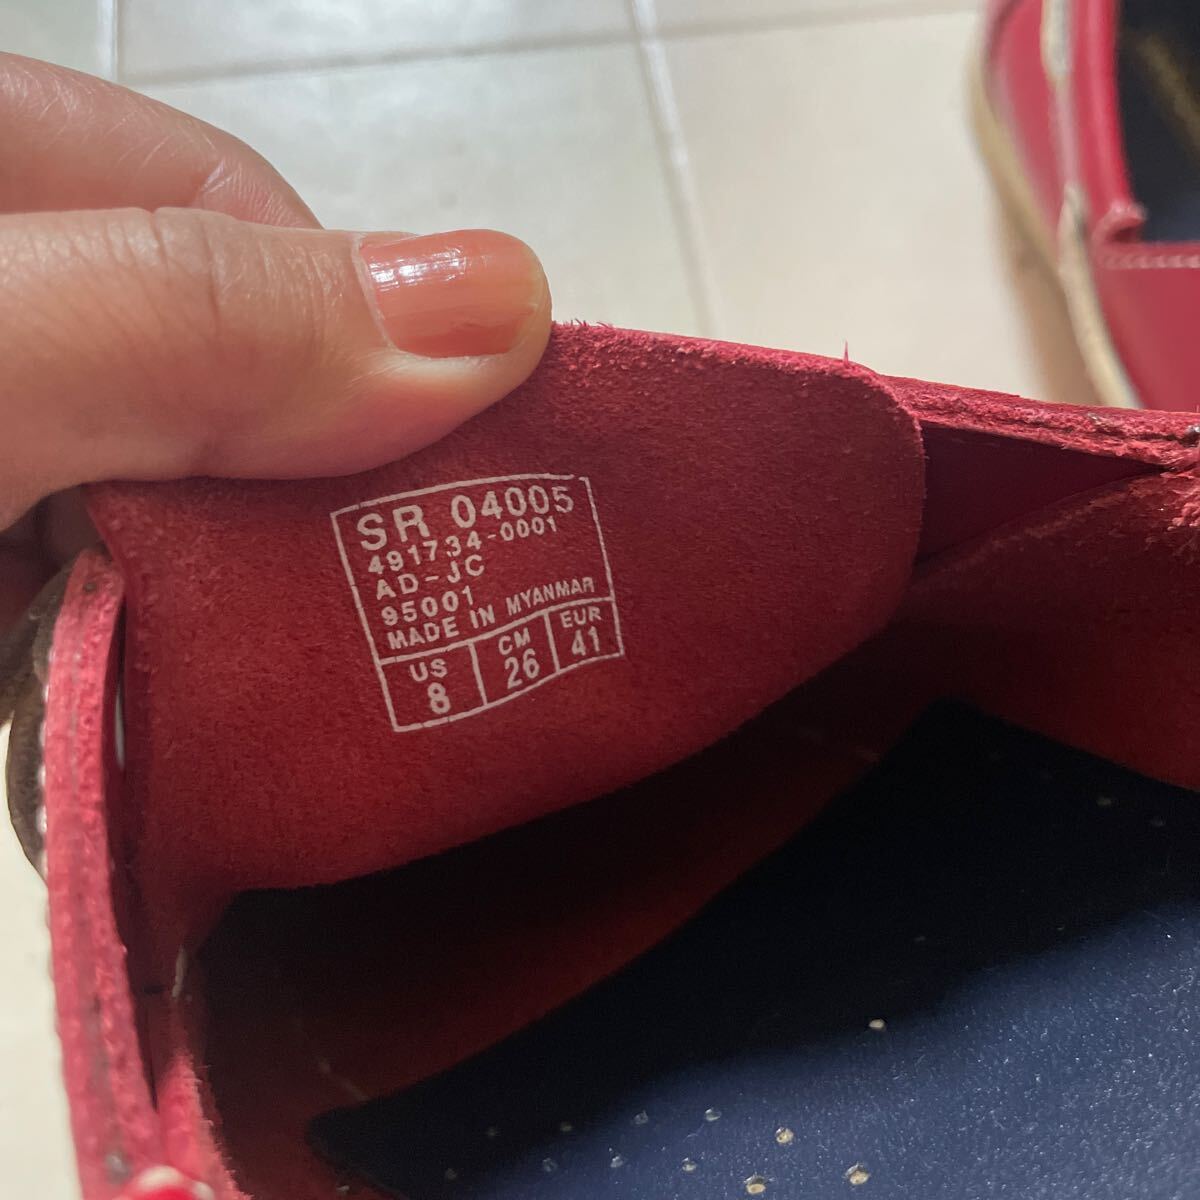 SR 04005
491734-0001
AD-JC
95001
MADE IN MYANMAR
US CM EUR
8 26 41